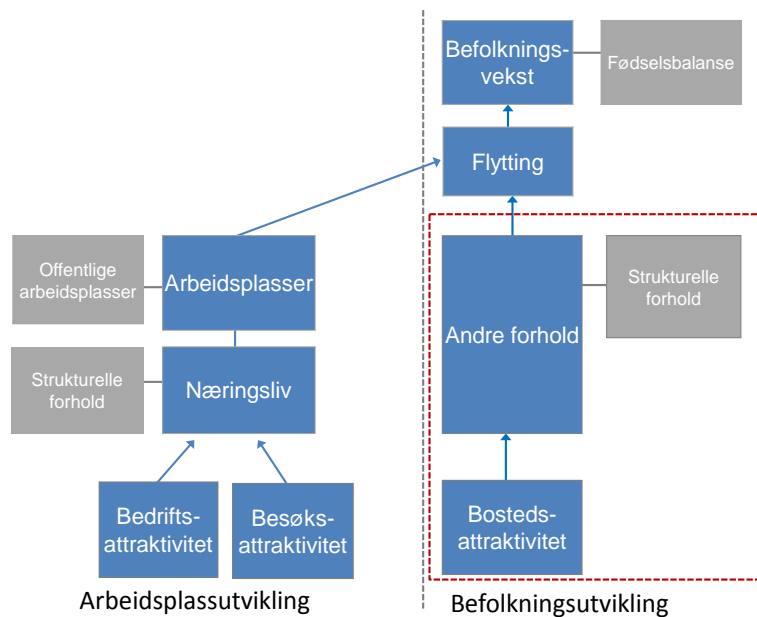 Befolknings-
vekst
Fødselsbalanse
Flytting
Offentlige
arbeidsplasser
Arbeidsplasser
Strukturelle
forhold
Andre forhold
Strukturelle
forhold
Næringsliv
Bedrifts-
attraktivitet
Besøks-
attraktivitet
Bosteds-
attraktivitet
Arbeidsplassutvikling
Befolkningsutvikling